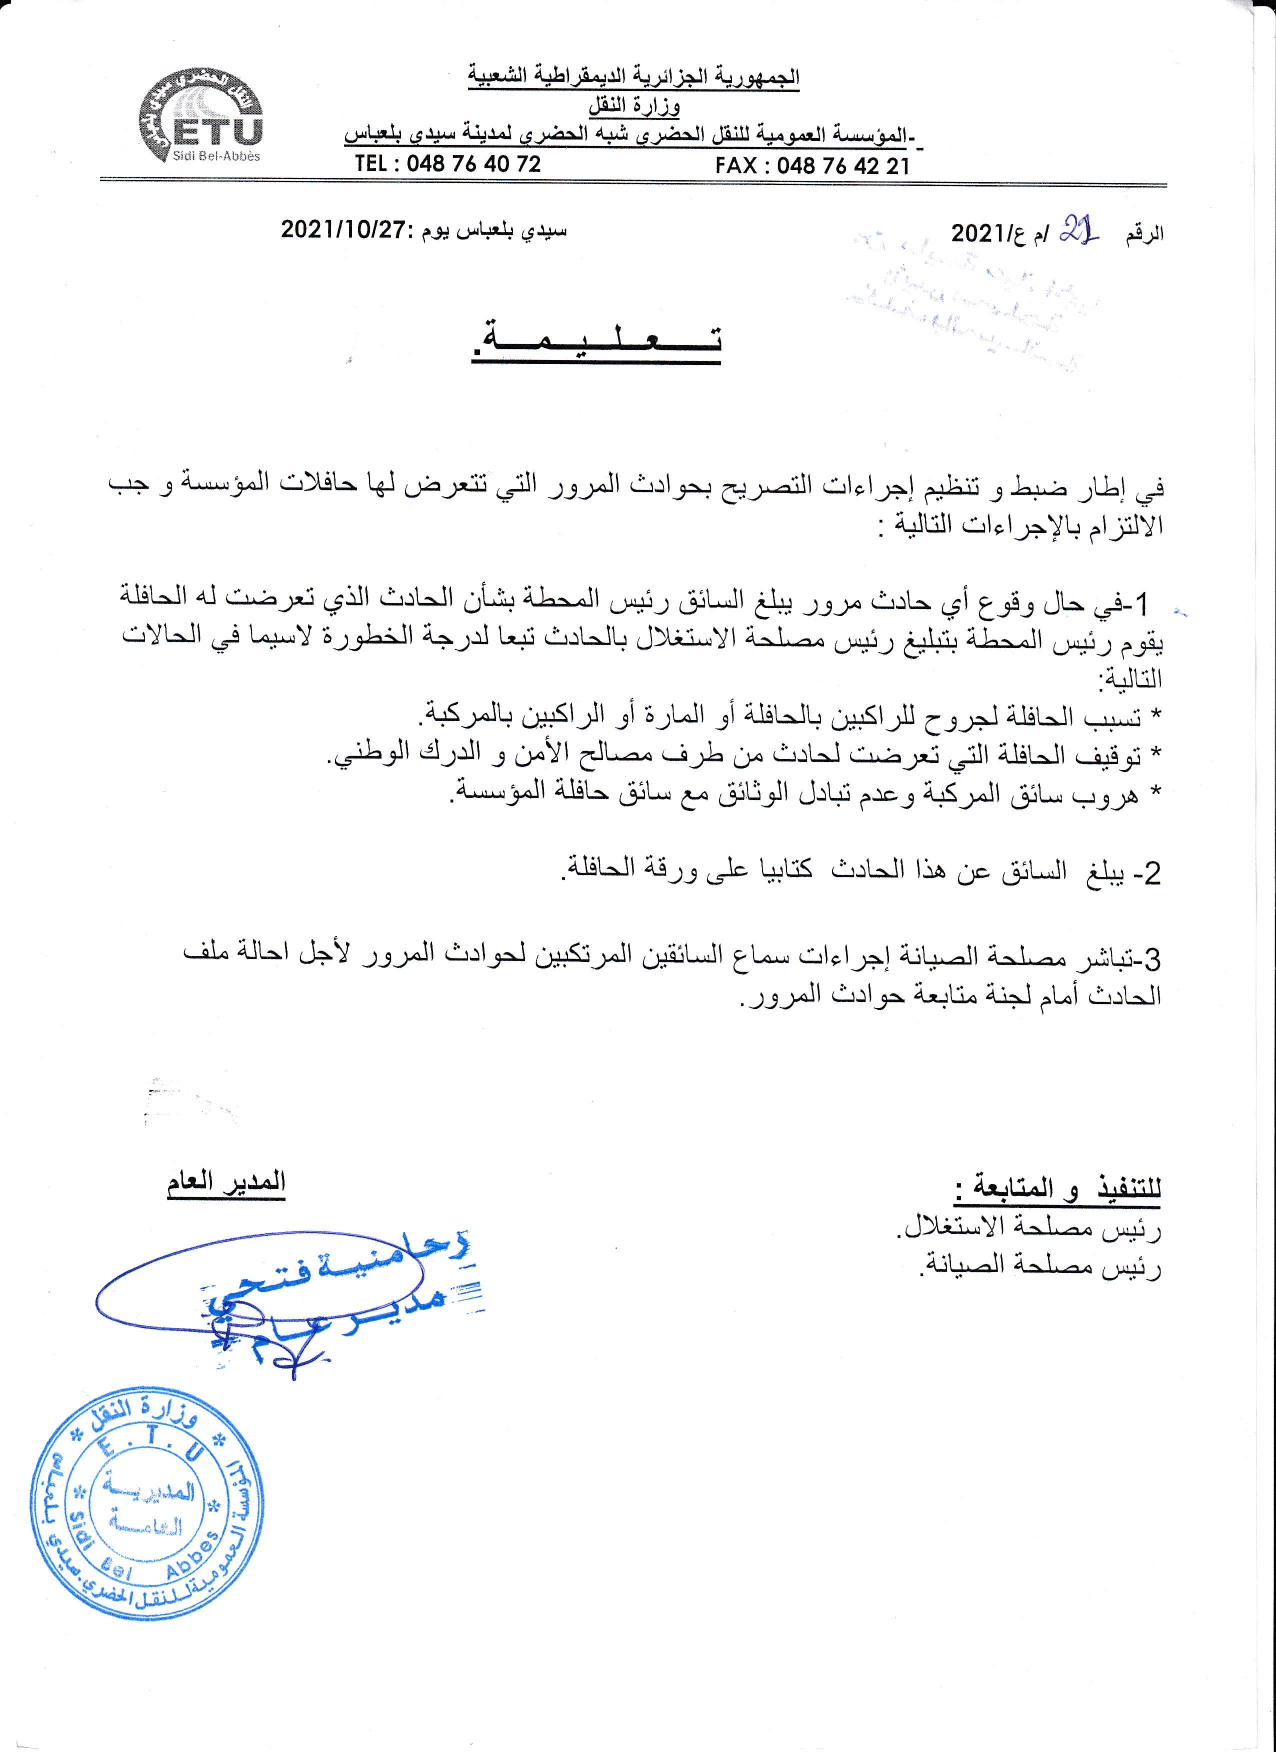 الجمهورية الجزائرية الديمقراطية الشعبية
وزارة النقل
-المؤسسة العمومية للنقل الحضري شبه الحضري لمدينة سيدي بلعباس-
TEL : 048 76 40 72 FAX : 048 76 42 21
ETU
Sidi Bel-Abbès
الرقم 21 /م ع/2021 سيدي بلعباس يوم :2021/10/27
تـــعـــلـــيـــمـــة.
في إطار ضبط و تنظيم إجراءات التصريح بحوادث المرور التي تتعرض لها حافلات المؤسسة و جب
الالتزام بالإجراءات التالية :
1-في حال وقوع أي حادث مرور يبلغ السائق رئيس المحطة بشأن الحادث الذي تعرضت له الحافلة
يقوم رئيس المحطة بتبليغ رئيس مصلحة الاستغلال بالحادث تبعا لدرجة الخطورة لاسيما في الحالات
التالية:
* تسبب الحافلة لجروح للراكبين بالحافلة أو المارة أو الراكبين بالمركبة.
* توقيف الحافلة التي تعرضت لحادث من طرف مصالح الأمن و الدرك الوطني.
* هروب سائق المركبة وعدم تبادل الوثائق مع سائق حافلة المؤسسة.
2- يبلغ السائق عن هذا الحادث كتابيا على ورقة الحافلة.
3-تباشر مصلحة الصيانة إجراءات سماع السائقين المرتكبين لحوادث المرور لأجل احالة ملف
الحادث أمام لجنة متابعة حوادث المرور.
للتنفيذ و المتابعة : المدير العام
رئيس مصلحة الاستغلال.
رئيس مصلحة الصيانة.
رحامنية فتحي
مدير عام
وزارة النقل
المؤسسة العمومية للنقل الحضري سيدي بلعباس
E . T . U
Sidi Bel Abbes
المديريـــة
العامـــة